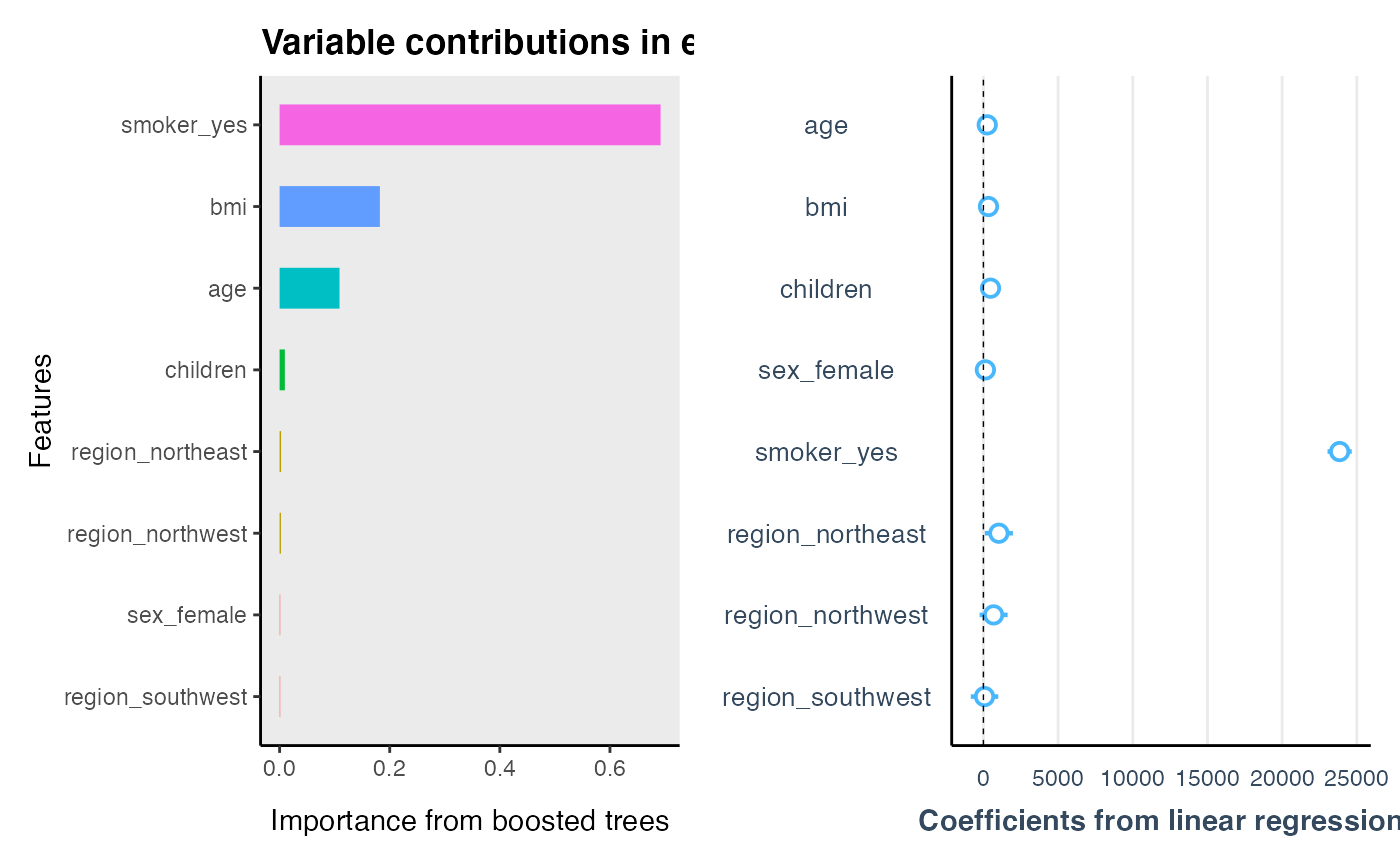 Variable contributions in e
Features
smoker_yes
bmi
age
children
region_northeast
region_northwest
sex_female
region_southwest
0.0 0.2 0.4 0.6
Importance from boosted trees
age
bmi
children
sex_female
smoker_yes
region_northeast
region_northwest
region_southwest
0 5000 10000 15000 20000 25000
Coefficients from linear regression